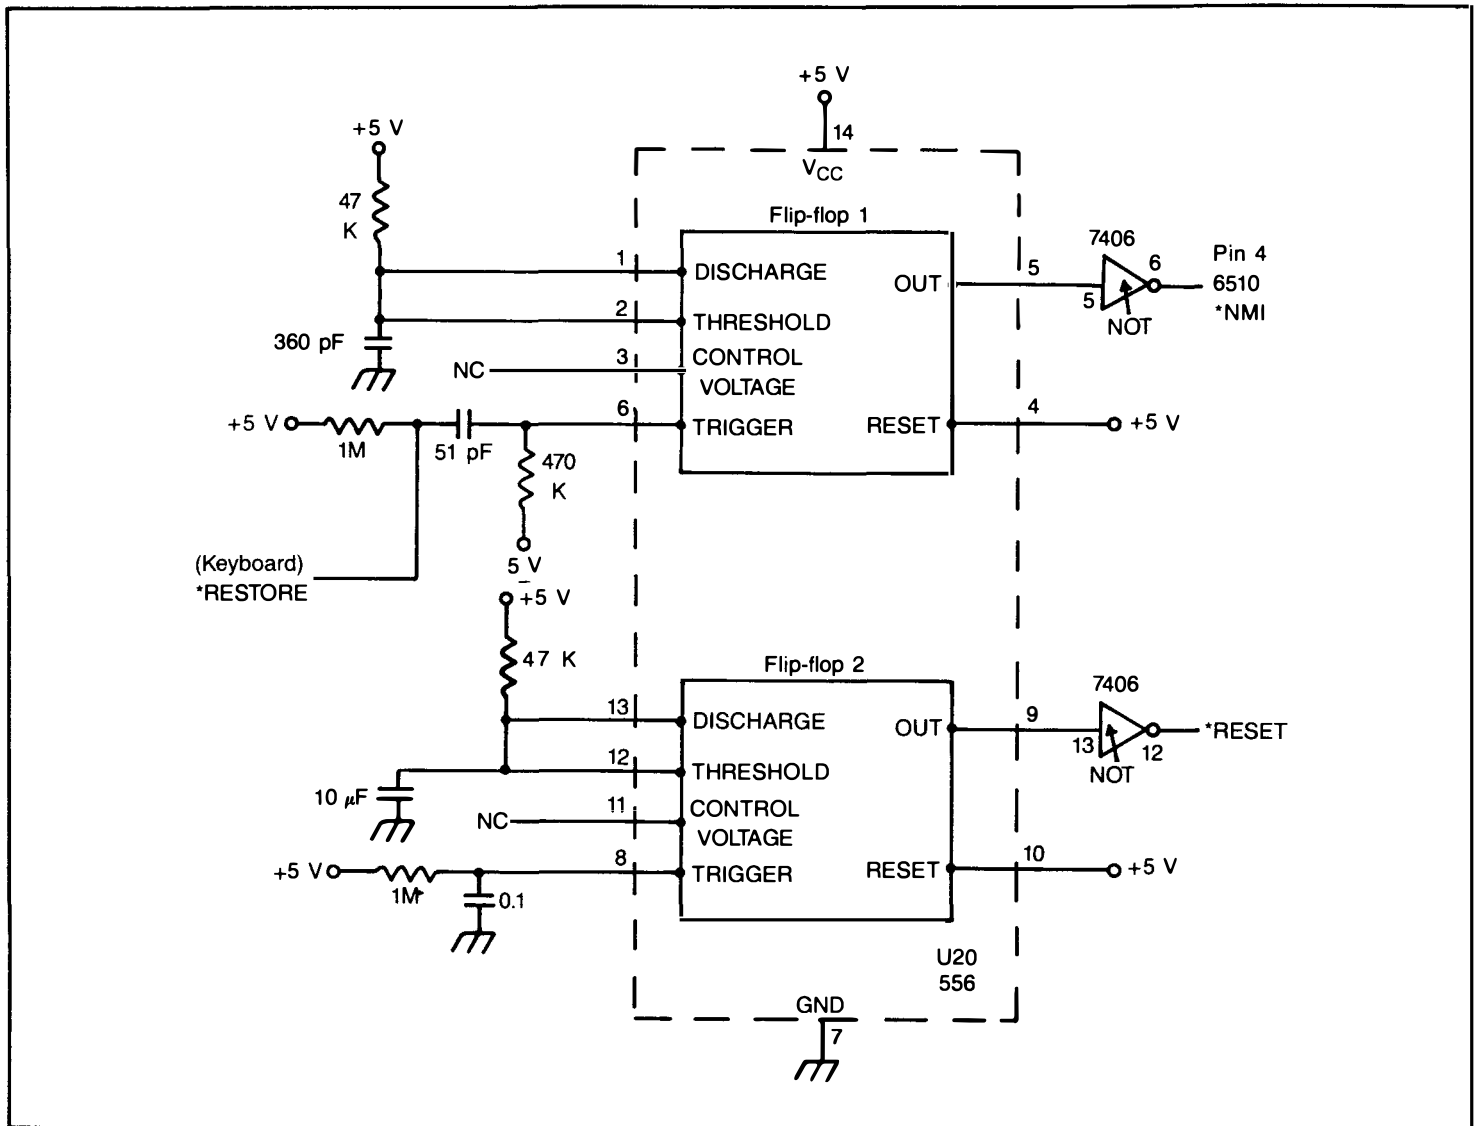 +5 V
14
V_CC
+5 V
47
K
Flip-flop 1
1
DISCHARGE
OUT
5
7406
5
NOT
6
Pin 4
6510
*NMI
2
THRESHOLD
360 pF
NC
3
CONTROL
VOLTAGE
+5 V
1M
51 pF
6
TRIGGER
RESET
4
+5 V
470
K
5 V
(Keyboard)
*RESTORE
+5 V
47 K
Flip-flop 2
13
DISCHARGE
OUT
9
7406
13
NOT
12
*RESET
12
THRESHOLD
10 μF
NC
11
CONTROL
VOLTAGE
+5 V
1M
0.1
8
TRIGGER
RESET
10
+5 V
U20
556
GND
7